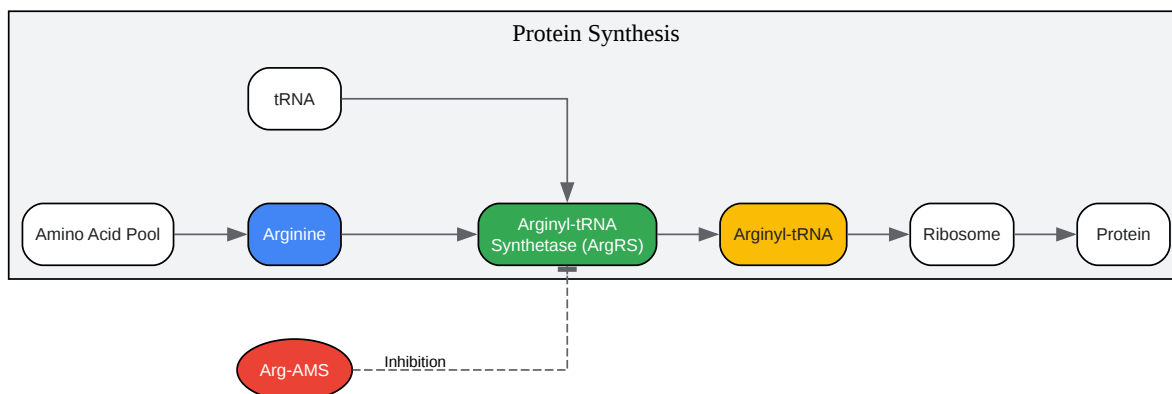 Protein Synthesis
tRNA
Amino Acid Pool
Arginine
Arginyl-tRNA
Synthetase (ArgRS)
Arginyl-tRNA
Ribosome
Protein
Inhibition
Arg-AMS